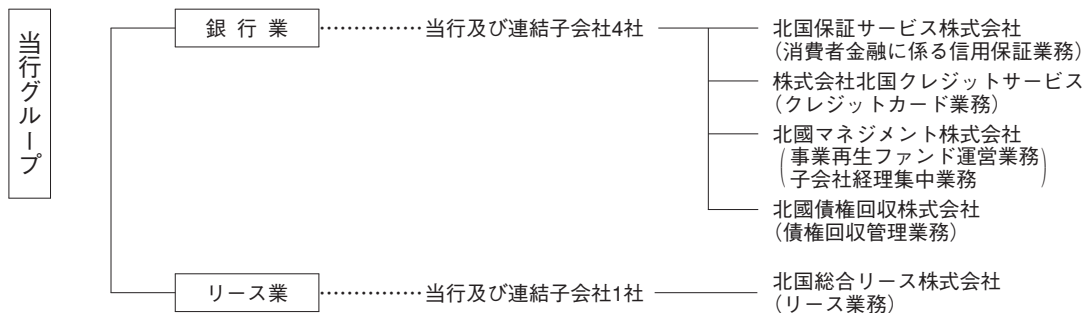 当行グループ
銀行業……………当行及び連結子会社4社
北国保証サービス株式会社
(消費者金融に係る信用保証業務)
株式会社北国クレジットサービス
(クレジットカード業務)
北國マネジメント株式会社
(事業再生ファンド運営業務
子会社経理集中業務)
北國債権回収株式会社
(債権回収管理業務)
リース業……………当行及び連結子会社1社
北国総合リース株式会社
(リース業務)